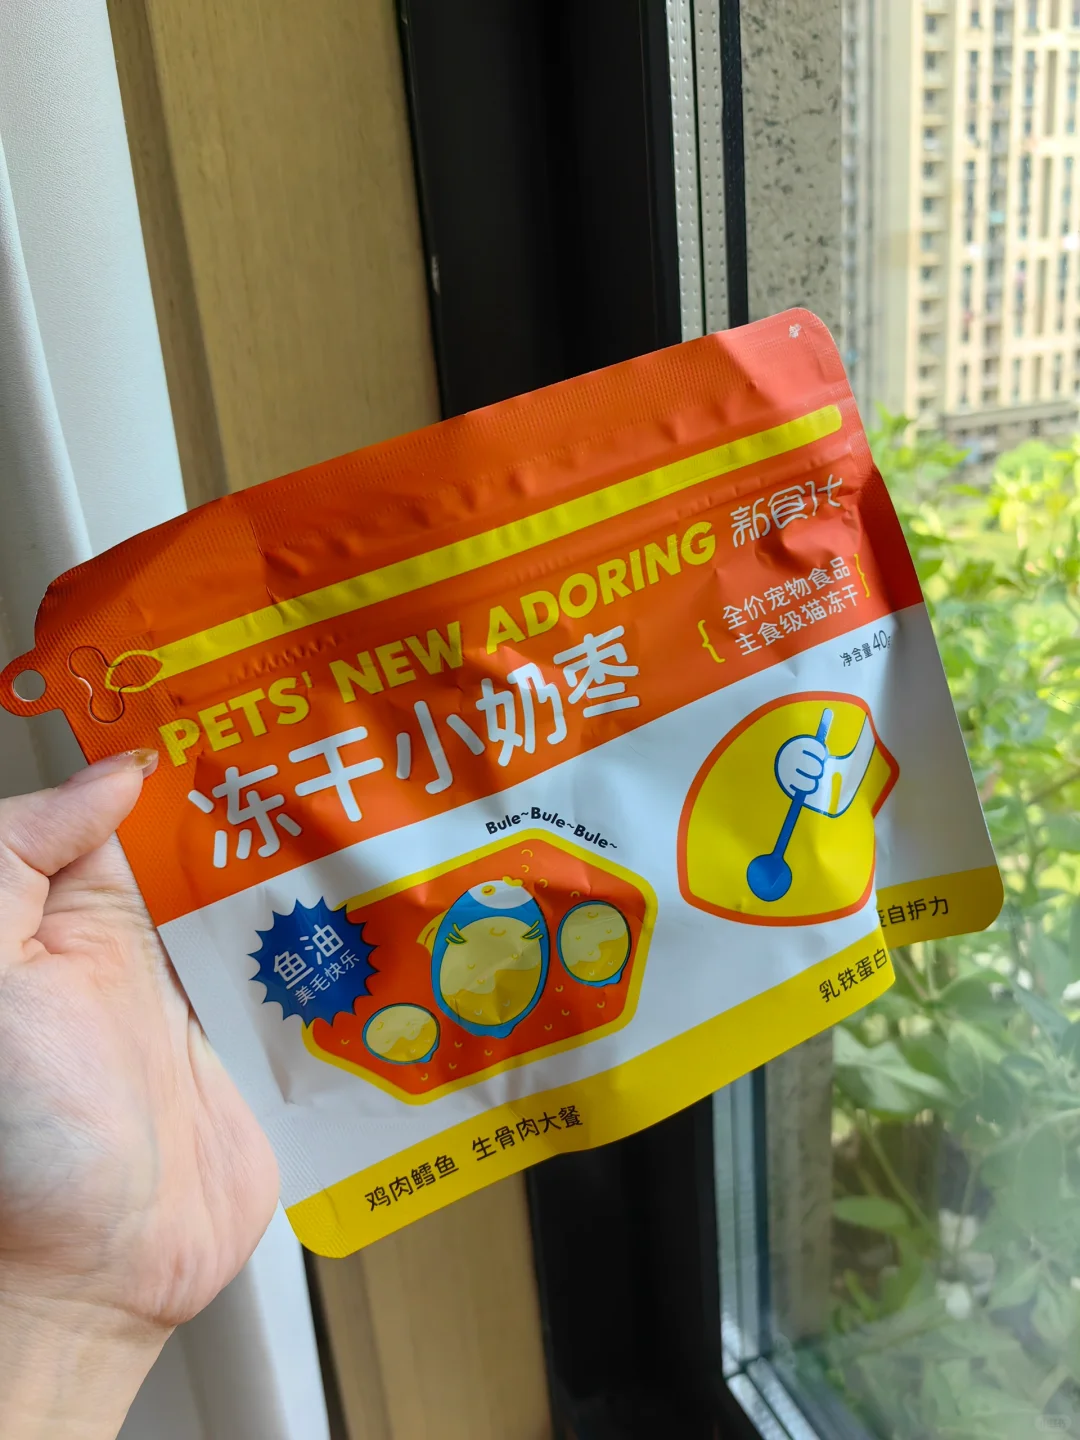 PETS' NEW ADORING 新食代
全价宠物食品
主食级猫冻干
冻干小奶枣
净含量40g
Bule~Bule~Bule~
鱼油
美毛快乐
自护力
乳铁蛋白
鸡肉鳕鱼 生骨肉大餐